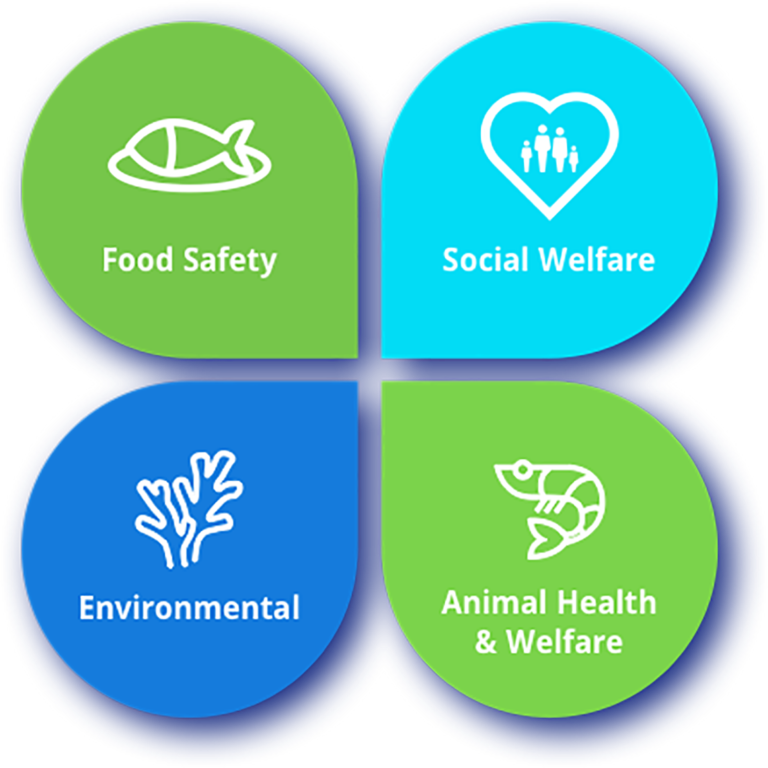 Food Safety
Social Welfare
Environmental
Animal Health
& Welfare